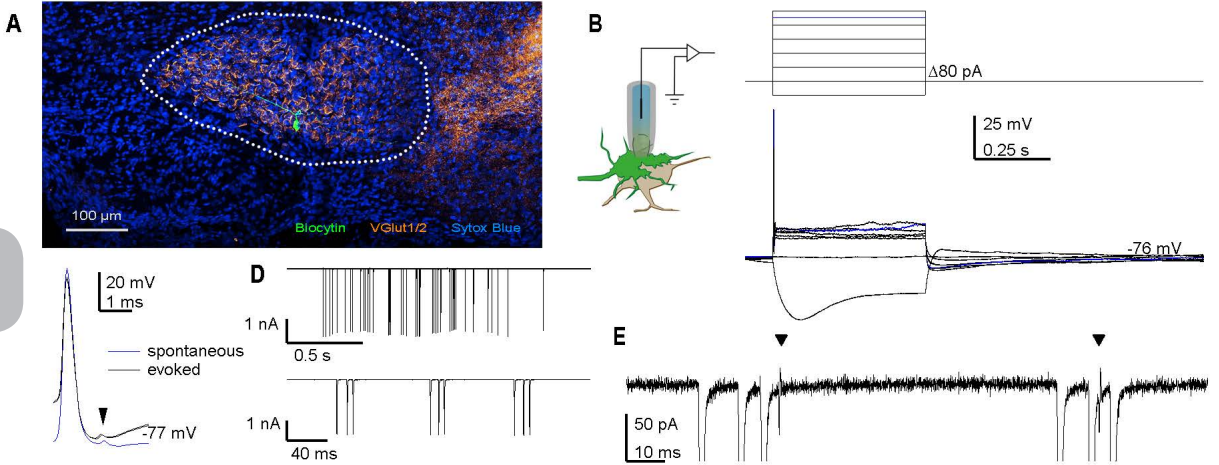 A
100 µm
Biocytin VGlut1/2 Sytox Blue
B
Δ80 pA
25 mV
0.25 s
-76 mV
20 mV
1 ms
spontaneous
evoked
-77 mV
D
1 nA
0.5 s
1 nA
40 ms
E
50 pA
10 ms